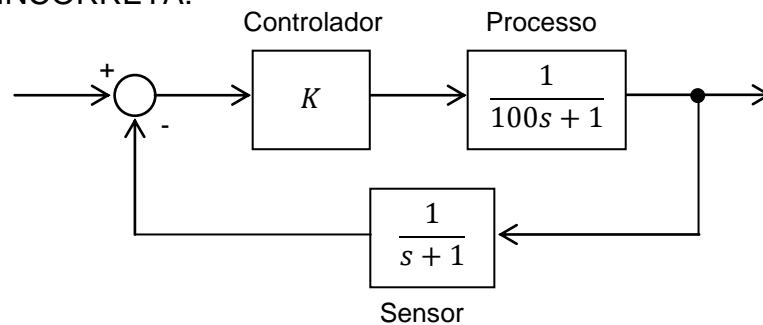 INCORRETA.
Controlador Processo
+
-
K
1
100s + 1
1
s + 1
Sensor